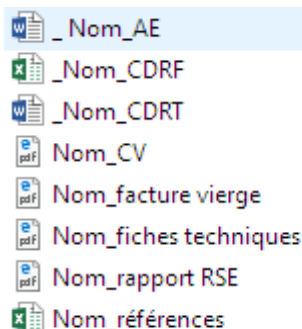 _ Nom_AE
_Nom_CDRF
_Nom_CDRT
Nom_CV
Nom_facture vierge
Nom_fiches techniques
Nom_rapport RSE
Nom_références